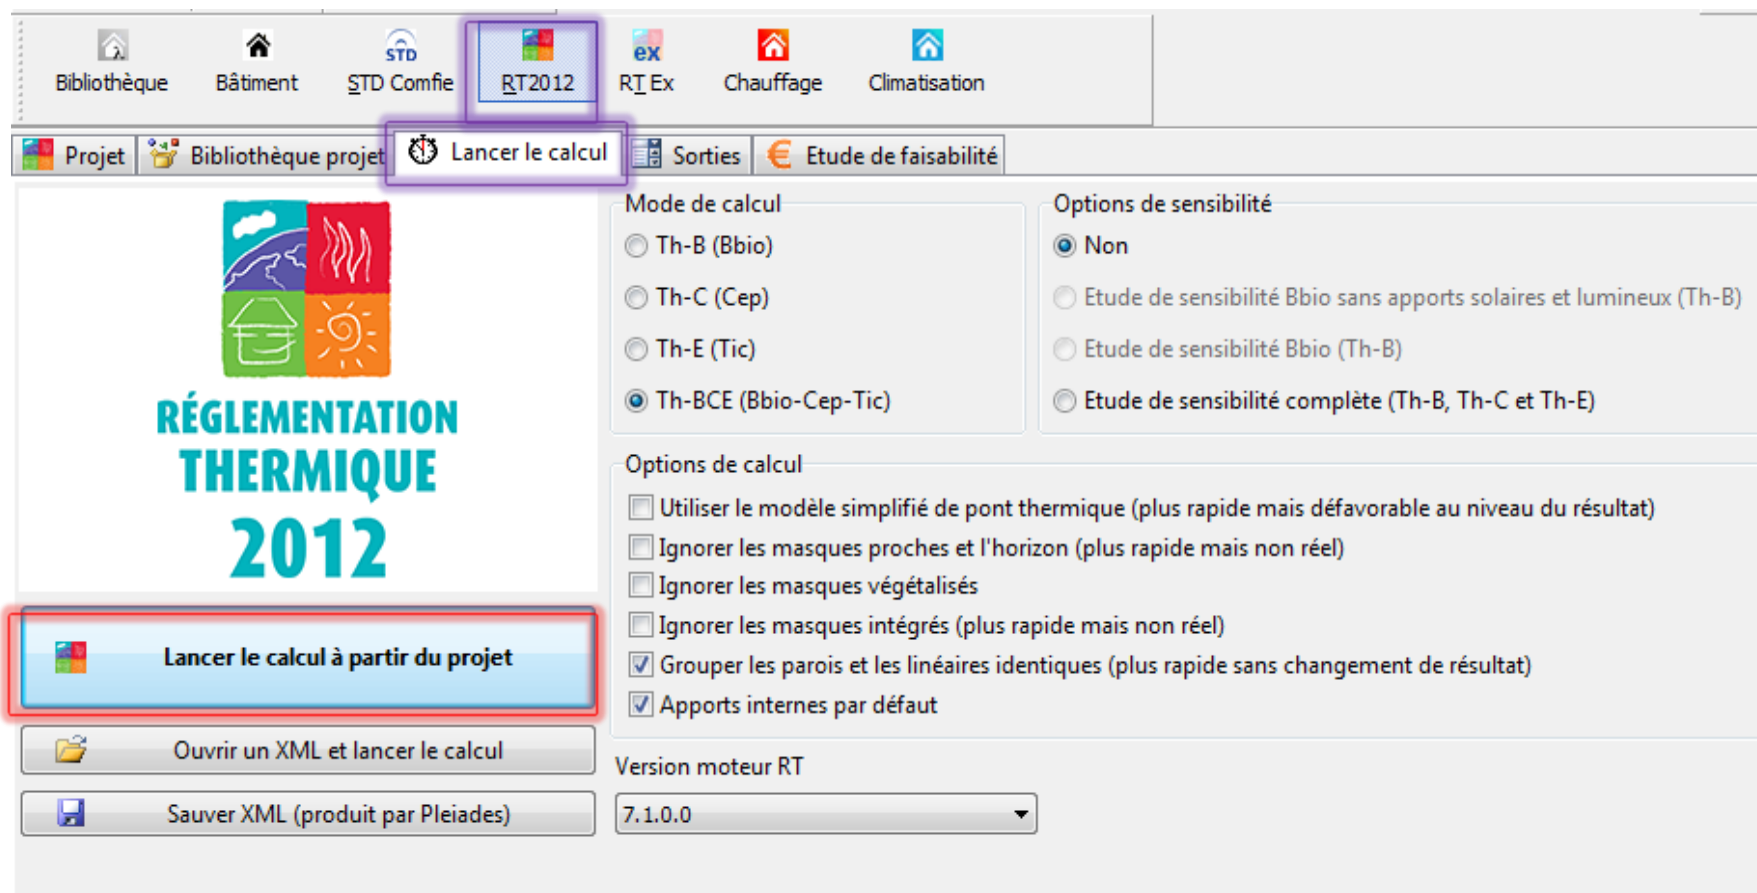 Bibliothèque Bâtiment STD Comfie RT2012 RT Ex Chauffage Climatisation
λ STD ex
Projet Bibliothèque projet Lancer le calcul Sorties € Etude de faisabilité
RÉGLEMENTATION
THERMIQUE
2012
Lancer le calcul à partir du projet
Ouvrir un XML et lancer le calcul
Sauver XML (produit par Pleiades)
Mode de calcul
Th-B (Bbio)
Th-C (Cep)
Th-E (Tic)
Th-BCE (Bbio-Cep-Tic)
Options de sensibilité
Non
Etude de sensibilité Bbio sans apports solaires et lumineux (Th-B)
Etude de sensibilité Bbio (Th-B)
Etude de sensibilité complète (Th-B, Th-C et Th-E)
Options de calcul
Utiliser le modèle simplifié de pont thermique (plus rapide mais défavorable au niveau du résultat)
Ignorer les masques proches et l'horizon (plus rapide mais non réel)
Ignorer les masques végétalisés
Ignorer les masques intégrés (plus rapide mais non réel)
Grouper les parois et les linéaires identiques (plus rapide sans changement de résultat)
Apports internes par défaut
Version moteur RT
7.1.0.0